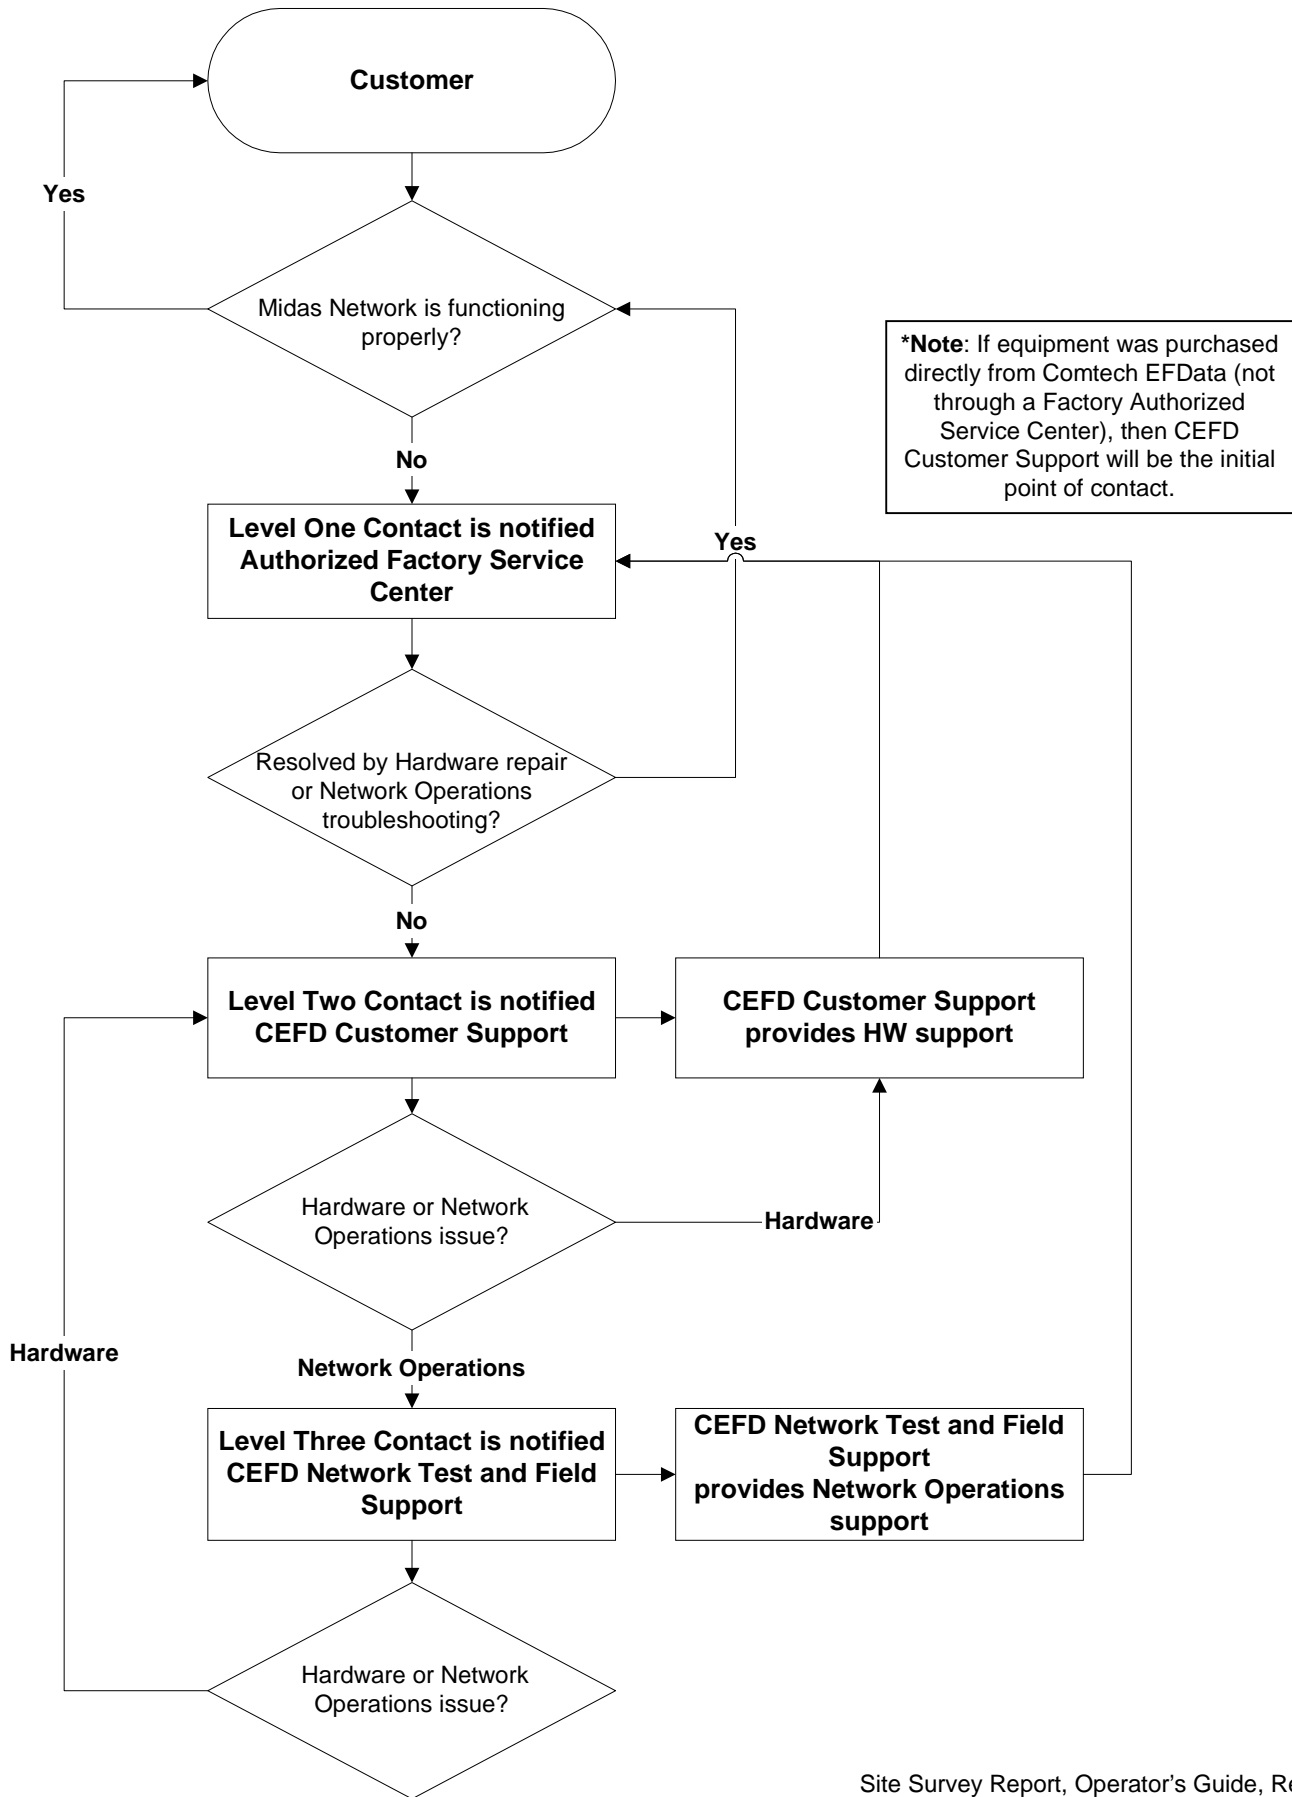 Customer
Yes
Midas Network is functioning
properly?
*Note: If equipment was purchased
directly from Comtech EFData (not
through a Factory Authorized
Service Center), then CEFD
Customer Support will be the initial
point of contact.
No
Level One Contact is notified
Authorized Factory Service
Center
Yes
Resolved by Hardware repair
or Network Operations
troubleshooting?
No
Level Two Contact is notified
CEFD Customer Support
CEFD Customer Support
provides HW support
Hardware or Network
Operations issue?
Hardware
Hardware
Network Operations
Level Three Contact is notified
CEFD Network Test and Field
Support
CEFD Network Test and Field
Support
provides Network Operations
support
Hardware or Network
Operations issue?
Site Survey Report, Operator’s Guide,